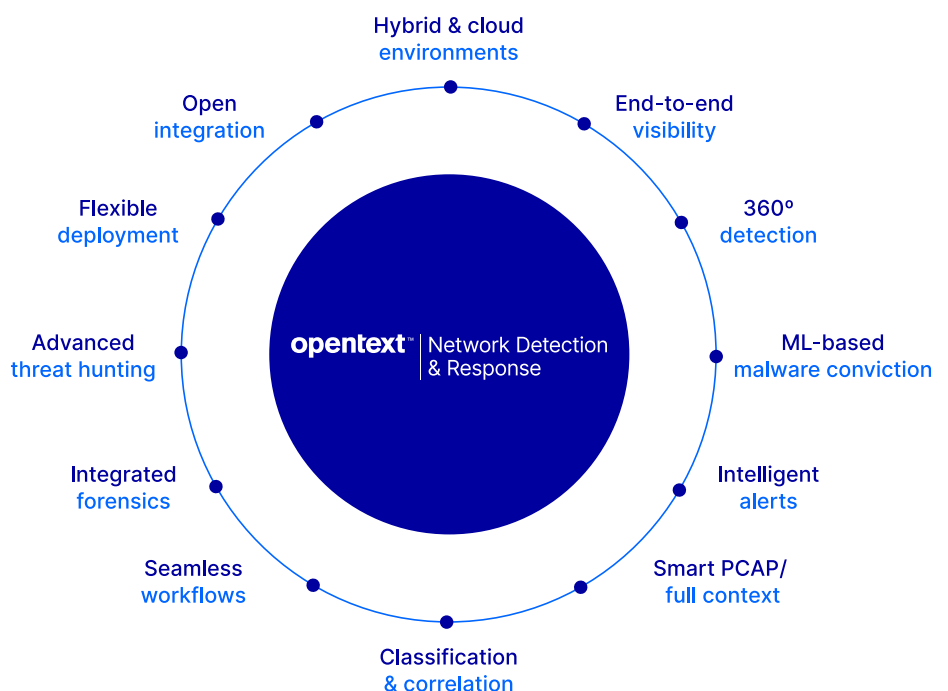 Hybrid & cloud
environments
End-to-end
visibility
360º
detection
ML-based
malware conviction
Intelligent
alerts
Smart PCAP/
full context
Classification
& correlation
Seamless
workflows
Integrated
forensics
Advanced
threat hunting
Flexible
deployment
Open
integration
opentext™
Network Detection
& Response